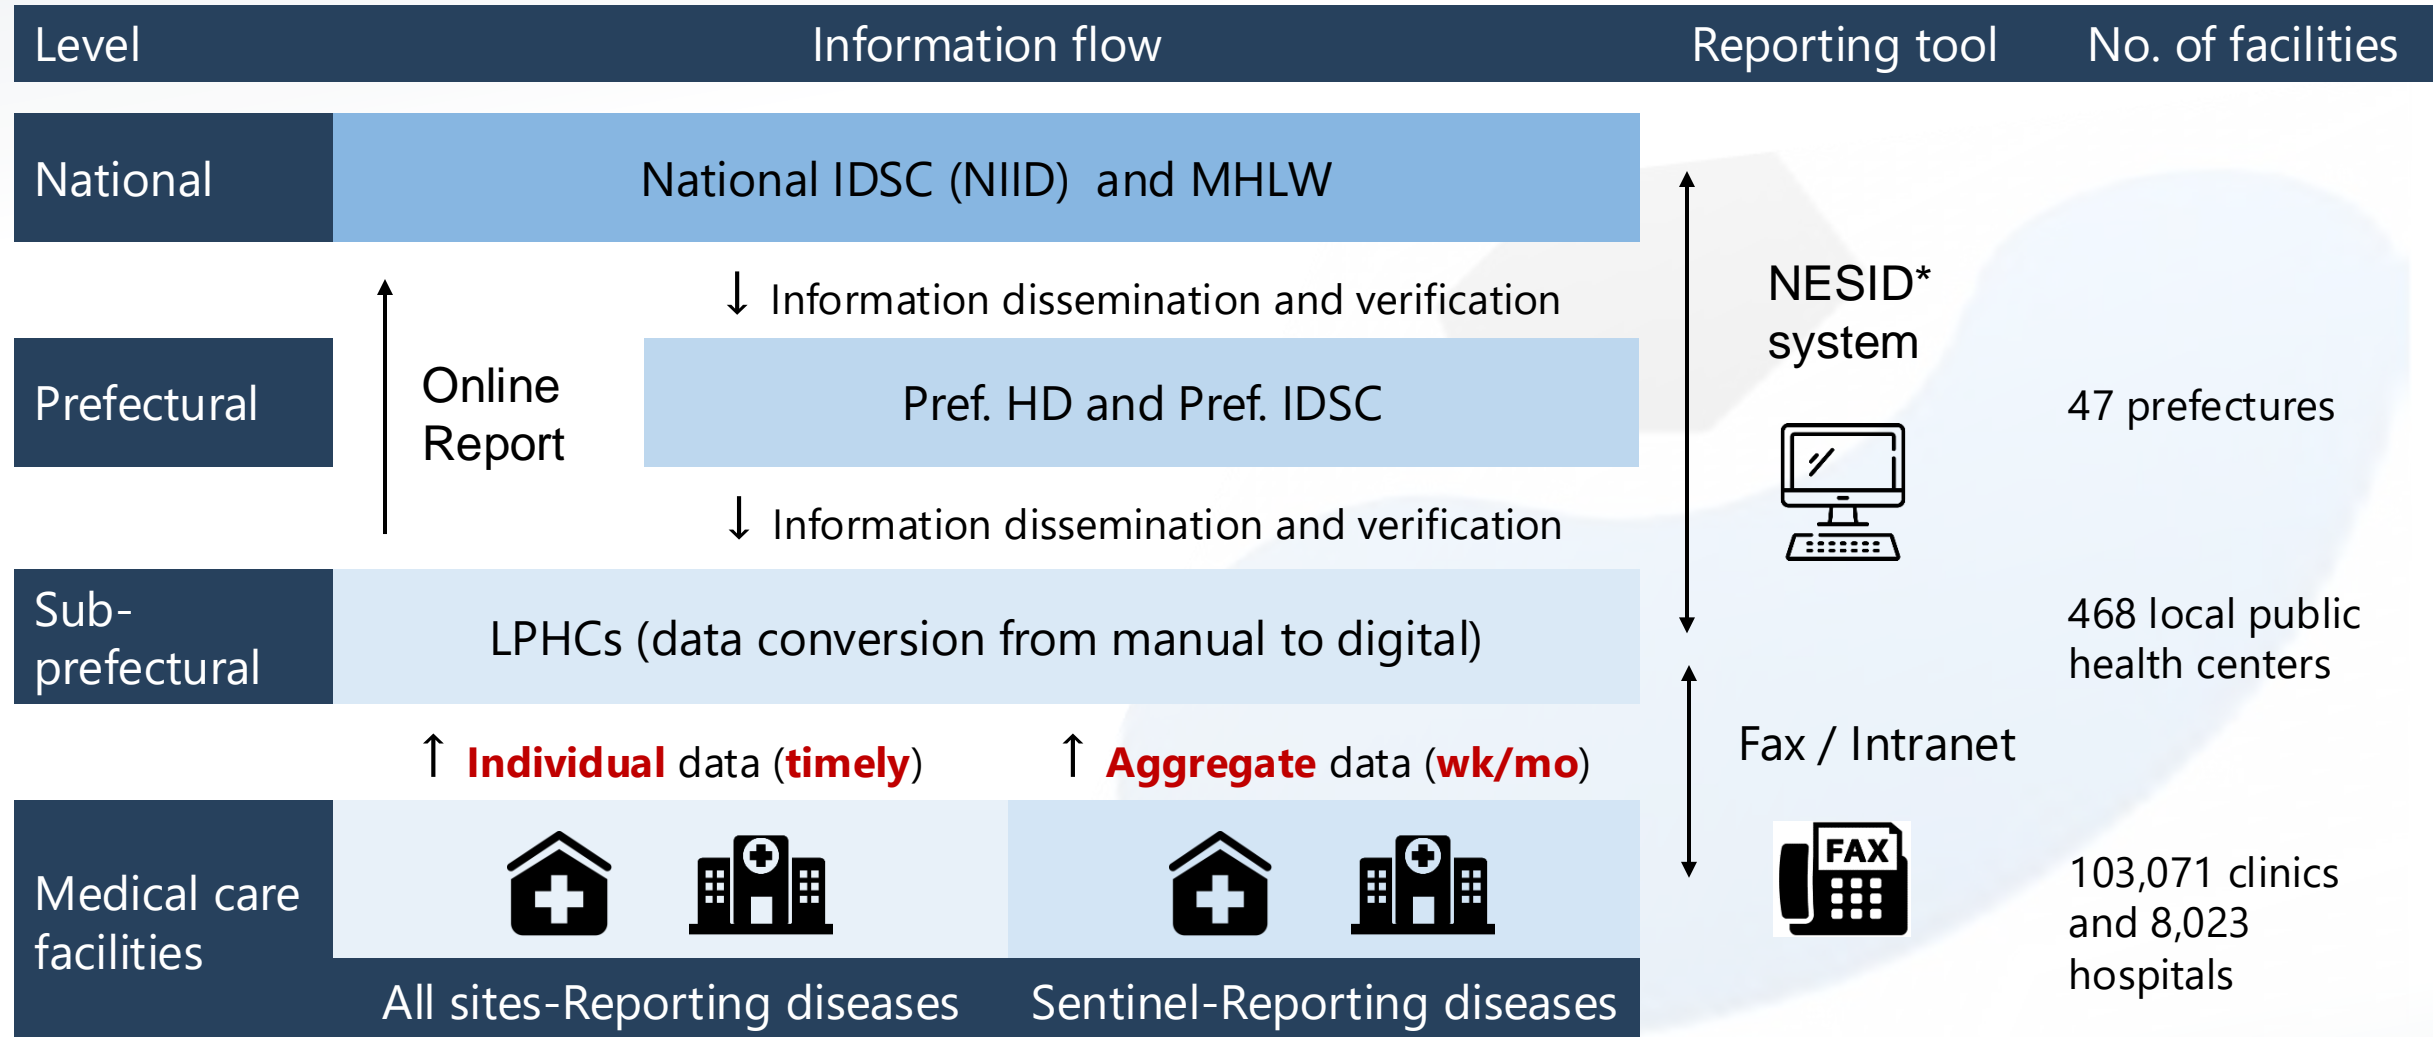 Level
Information flow
Reporting tool
No. of facilities
National
National IDSC (NIID)  and MHLW
↓ Information dissemination and verification
NESID*
system
Prefectural
Online
Report
Pref. HD and Pref. IDSC
47 prefectures
↓ Information dissemination and verification
Sub-
prefectural
LPHCs (data conversion from manual to digital)
468 local public
health centers
↑ Individual data (timely)
↑ Aggregate data (wk/mo)
Fax / Intranet
Medical care
facilities
FAX
103,071 clinics
and 8,023
hospitals
All sites-Reporting diseases
Sentinel-Reporting diseases